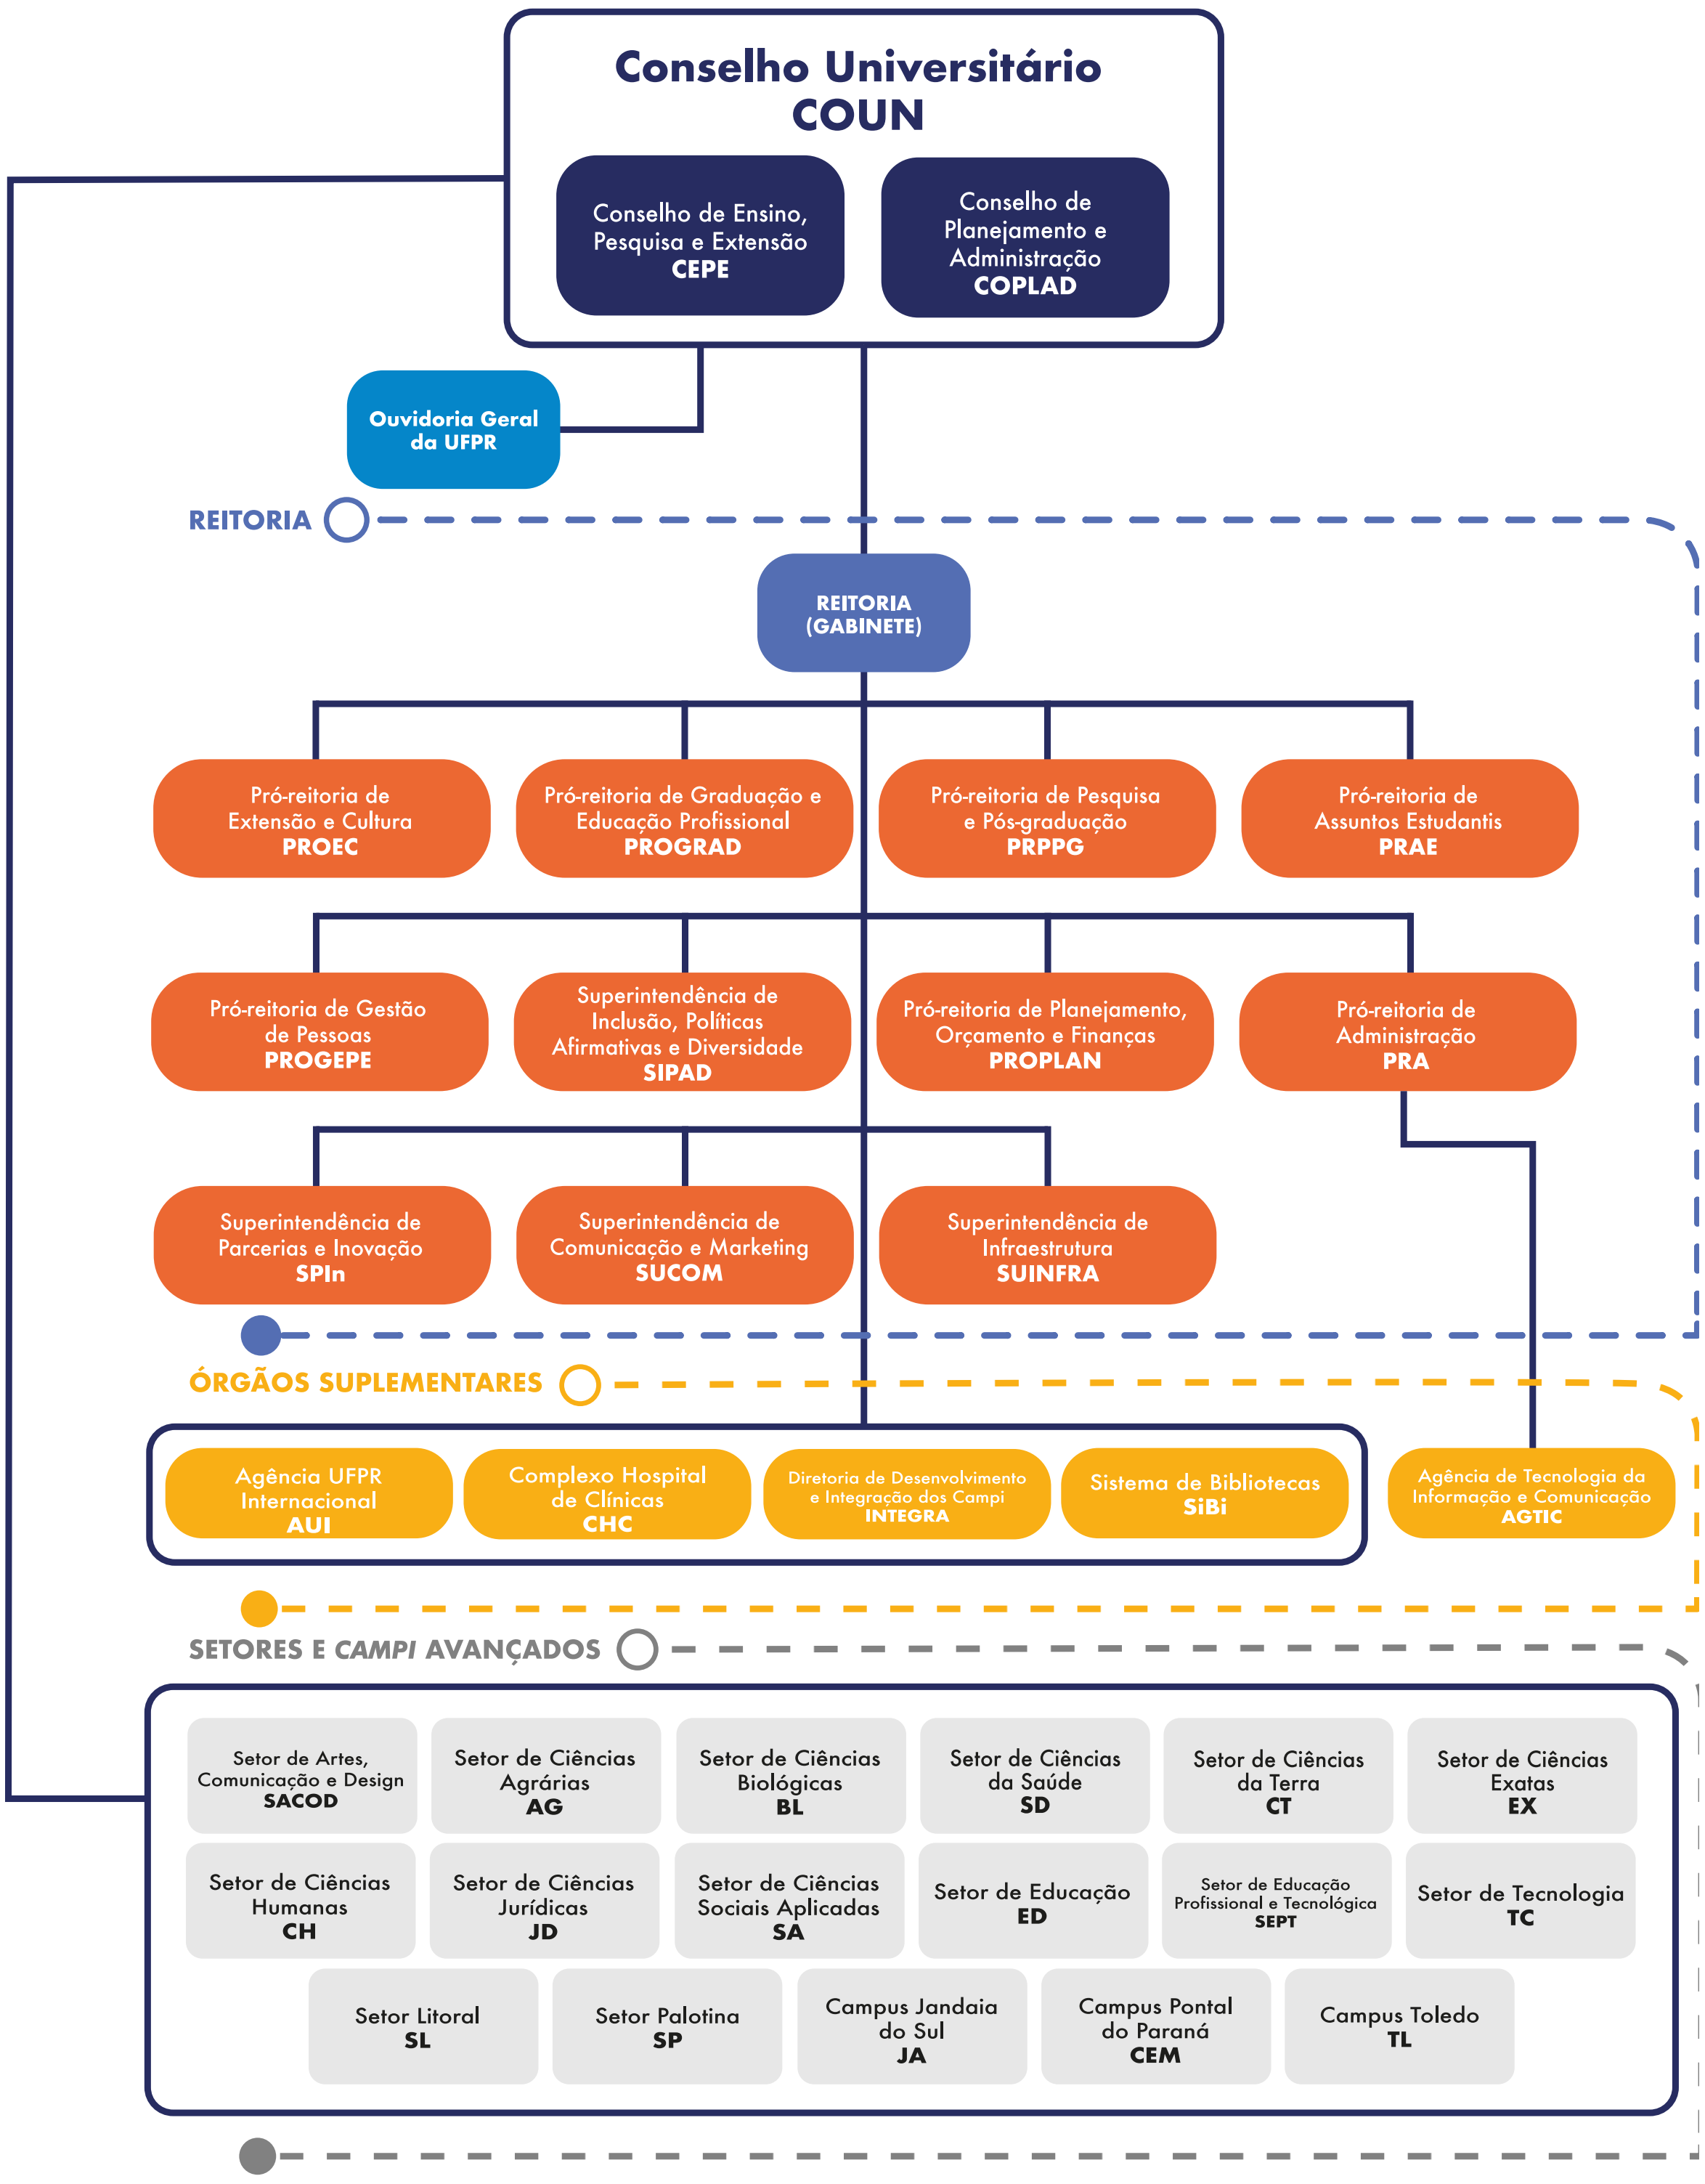 Conselho Universitário
COUN
Conselho de Ensino,
Pesquisa e Extensão
CEPE
Conselho de
Planejamento e
Administração
COPLAD
Ouvidoria Geral
da UFPR
REITORIA
REITORIA
(GABINETE)
Pró-reitoria de
Extensão e Cultura
PROEC
Pró-reitoria de Graduação e
Educação Profissional
PROGRAD
Pró-reitoria de Pesquisa
e Pós-graduação
PRPPG
Pró-reitoria de
Assuntos Estudantis
PRAE
Pró-reitoria de Gestão
de Pessoas
PROGEPE
Superintendência de
Inclusão, Políticas
Afirmativas e Diversidade
SIPAD
Pró-reitoria de Planejamento,
Orçamento e Finanças
PROPLAN
Pró-reitoria de
Administração
PRA
Superintendência de
Parcerias e Inovação
SPIn
Superintendência de
Comunicação e Marketing
SUCOM
Superintendência de
Infraestrutura
SUINFRA
ÓRGÃOS SUPLEMENTARES
Agência UFPR
Internacional
AUI
Complexo Hospital
de Clínicas
CHC
Diretoria de Desenvolvimento
e Integração dos Campi
INTEGRA
Sistema de Bibliotecas
SiBi
Agência de Tecnologia da
Informação e Comunicação
AGTIC
SETORES E CAMPI AVANÇADOS
Setor de Artes,
Comunicação e Design
SACOD
Setor de Ciências
Agrárias
AG
Setor de Ciências
Biológicas
BL
Setor de Ciências
da Saúde
SD
Setor de Ciências
da Terra
CT
Setor de Ciências
Exatas
EX
Setor de Ciências
Humanas
CH
Setor de Ciências
Jurídicas
JD
Setor de Ciências
Sociais Aplicadas
SA
Setor de Educação
ED
Setor de Educação
Profissional e Tecnológica
SEPT
Setor de Tecnologia
TC
Setor Litoral
SL
Setor Palotina
SP
Campus Jandaia
do Sul
JA
Campus Pontal
do Paraná
CEM
Campus Toledo
TL